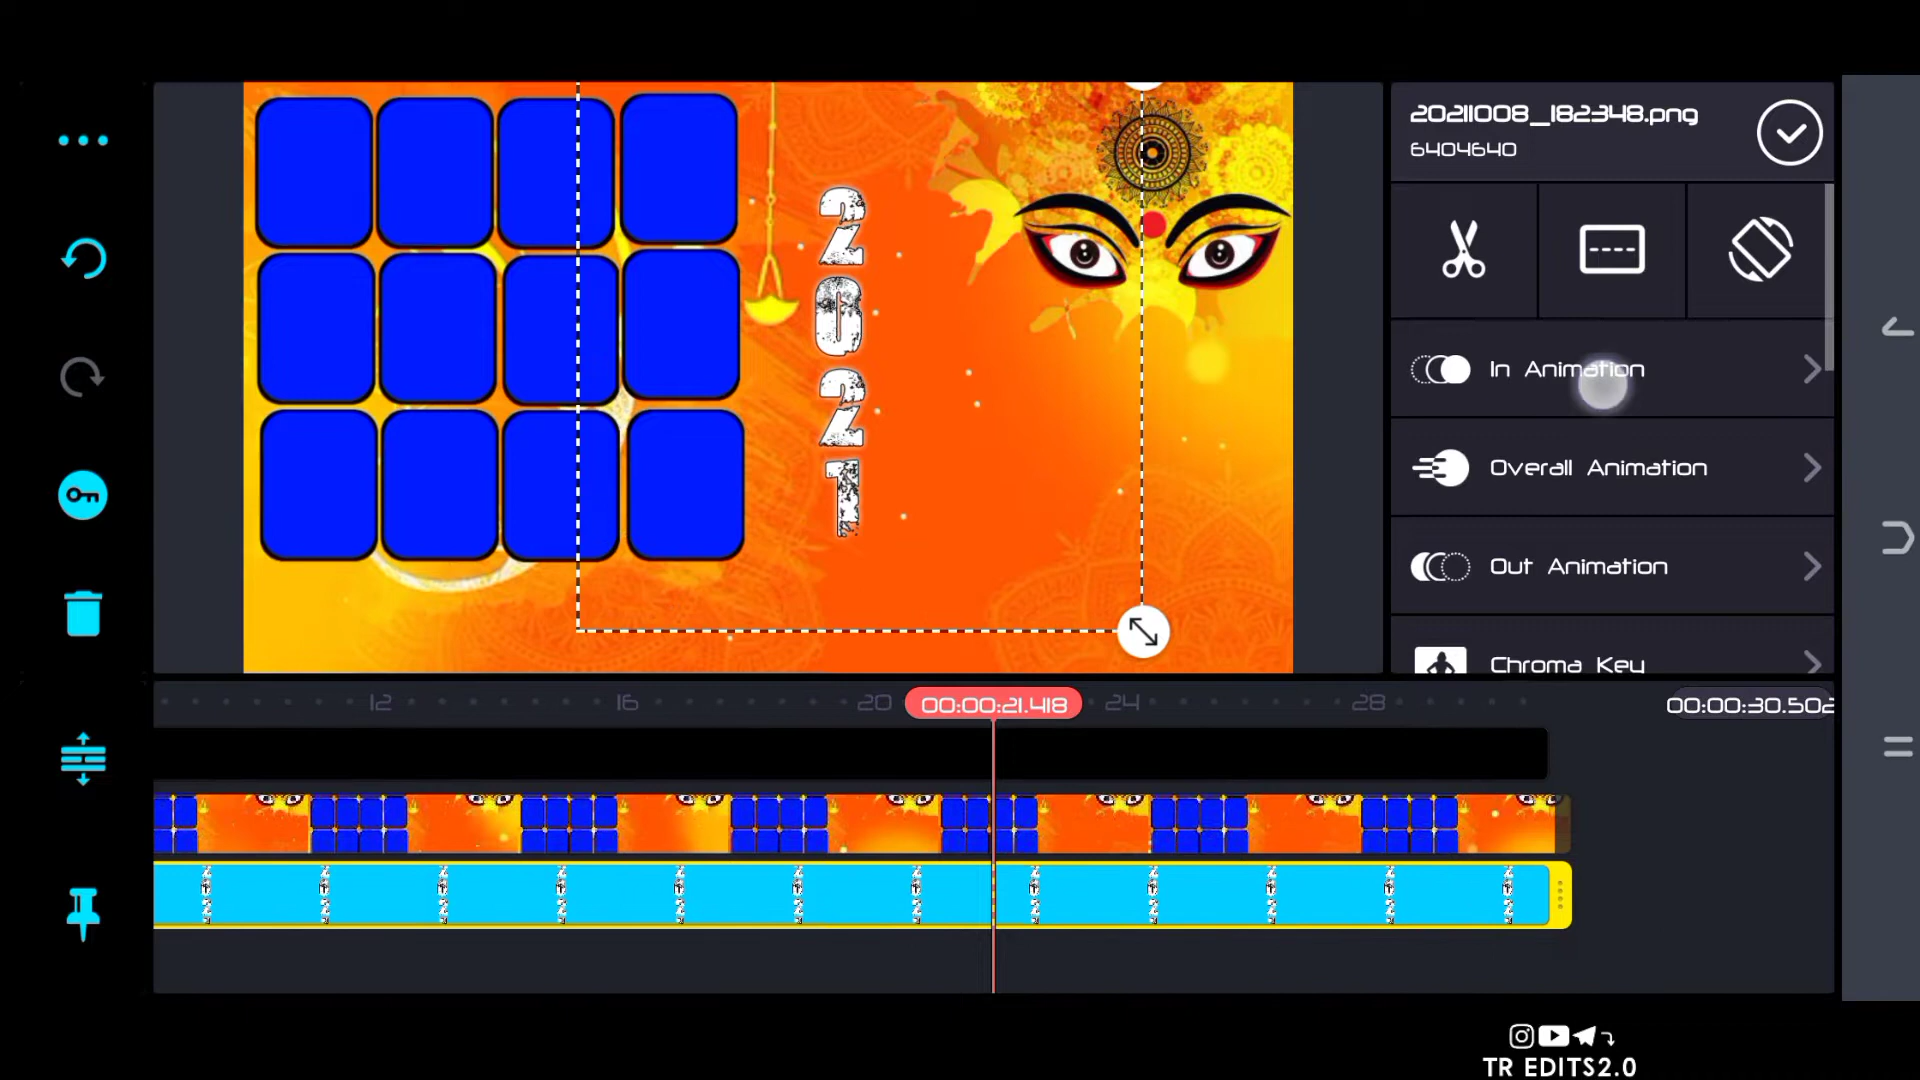 20211008_182348.png
640x640
In Animation
Overall Animation
Out Animation
Chroma Key
2
0
2
1
12
16
20
00:00:21.418
24
28
00:00:30.502
TR EDITS2.0